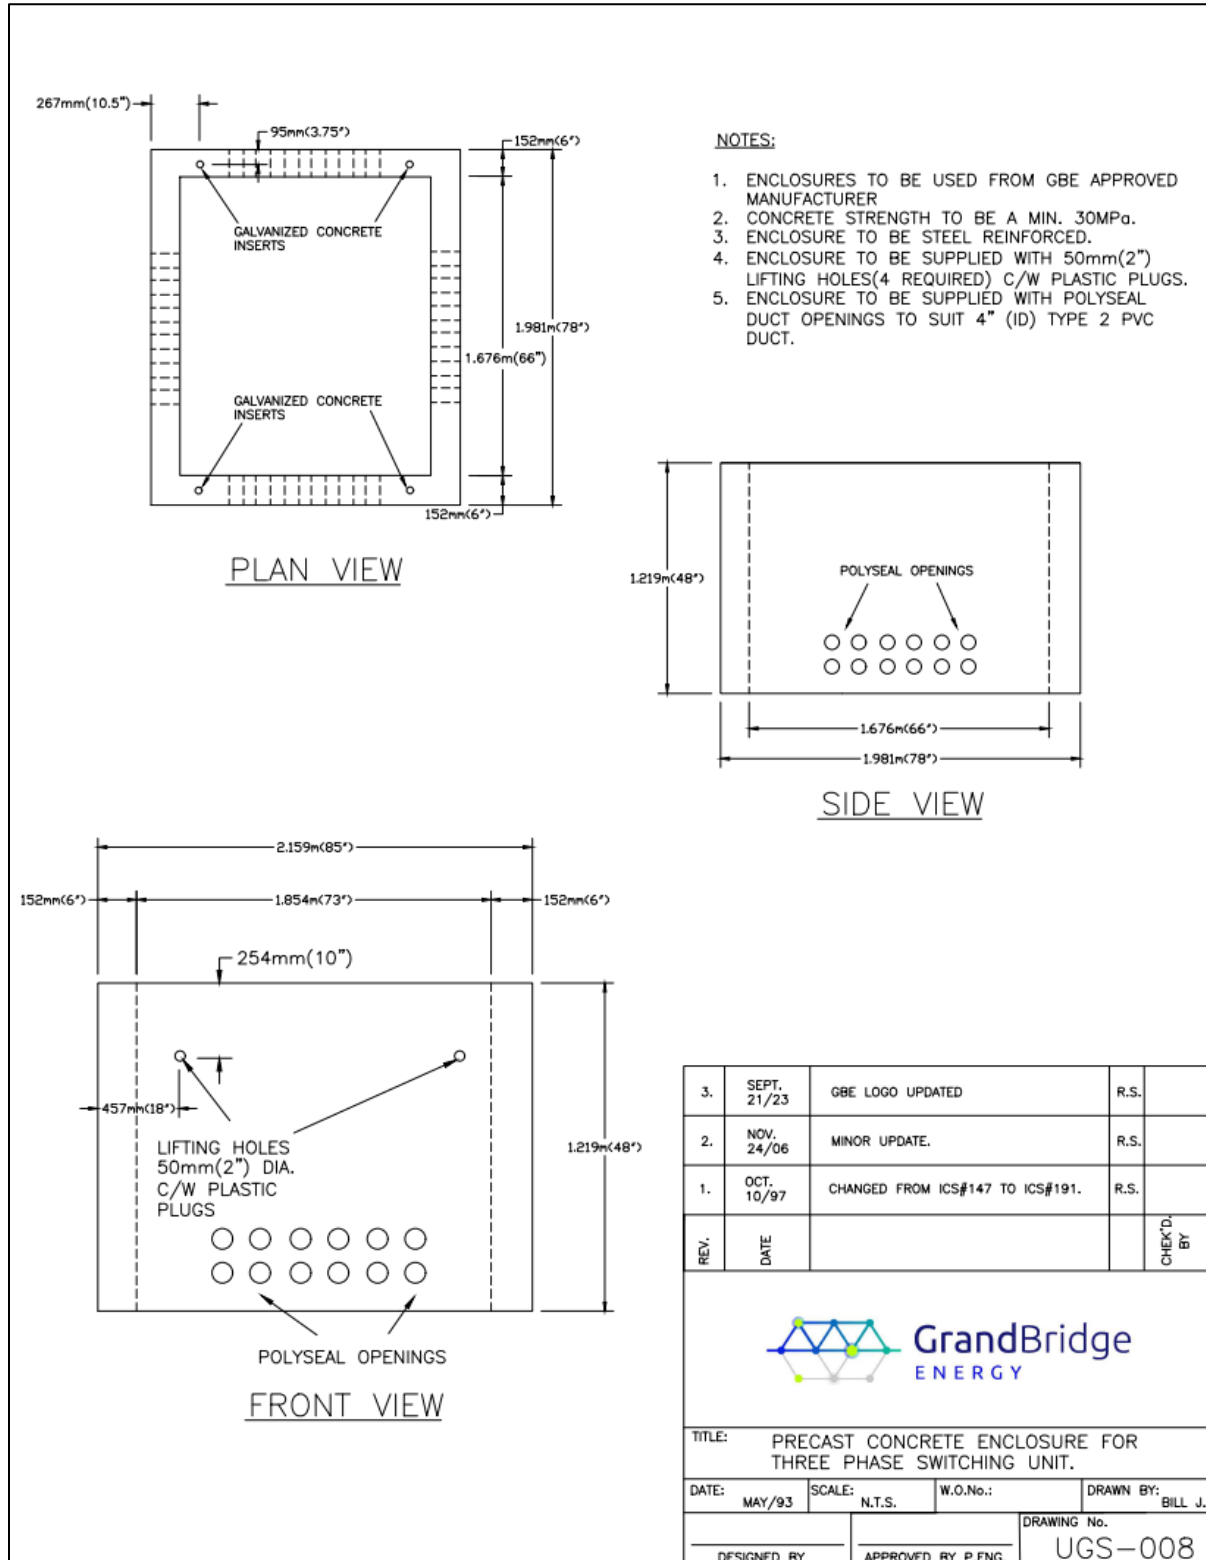 267mm(10.5")
95mm(3.75")
152mm(6")
GALVANIZED CONCRETE
INSERTS
1.981m(78")
1.676m(66")
GALVANIZED CONCRETE
INSERTS
152mm(6")
PLAN VIEW
NOTES:
1. ENCLOSURES TO BE USED FROM GBE APPROVED
MANUFACTURER
2. CONCRETE STRENGTH TO BE A MIN. 30MPa.
3. ENCLOSURE TO BE STEEL REINFORCED.
4. ENCLOSURE TO BE SUPPLIED WITH 50mm(2")
LIFTING HOLES(4 REQUIRED) C/W PLASTIC PLUGS.
5. ENCLOSURE TO BE SUPPLIED WITH POLYSEAL
DUCT OPENINGS TO SUIT 4" (ID) TYPE 2 PVC
DUCT.
1.219m(48")
POLYSEAL OPENINGS
1.676m(66")
1.981m(78")
SIDE VIEW
2.159m(85")
152mm(6")
1.854m(73")
152mm(6")
254mm(10")
457mm(18")
LIFTING HOLES
50mm(2") DIA.
C/W PLASTIC
PLUGS
1.219m(48")
POLYSEAL OPENINGS
FRONT VIEW
3. SEPT. 21/23 GBE LOGO UPDATED R.S.
2. NOV. 24/06 MINOR UPDATE. R.S.
1. OCT. 10/97 CHANGED FROM ICS#147 TO ICS#191. R.S.
REV. DATE CHEK'D. BY
GrandBridge
ENERGY
TITLE: PRECAST CONCRETE ENCLOSURE FOR
THREE PHASE SWITCHING UNIT.
DATE: MAY/93 SCALE: N.T.S. W.O.No.: DRAWN BY: BILL J.
DRAWING No.
UGS-008
DESIGNED BY APPROVED BY P.ENG.